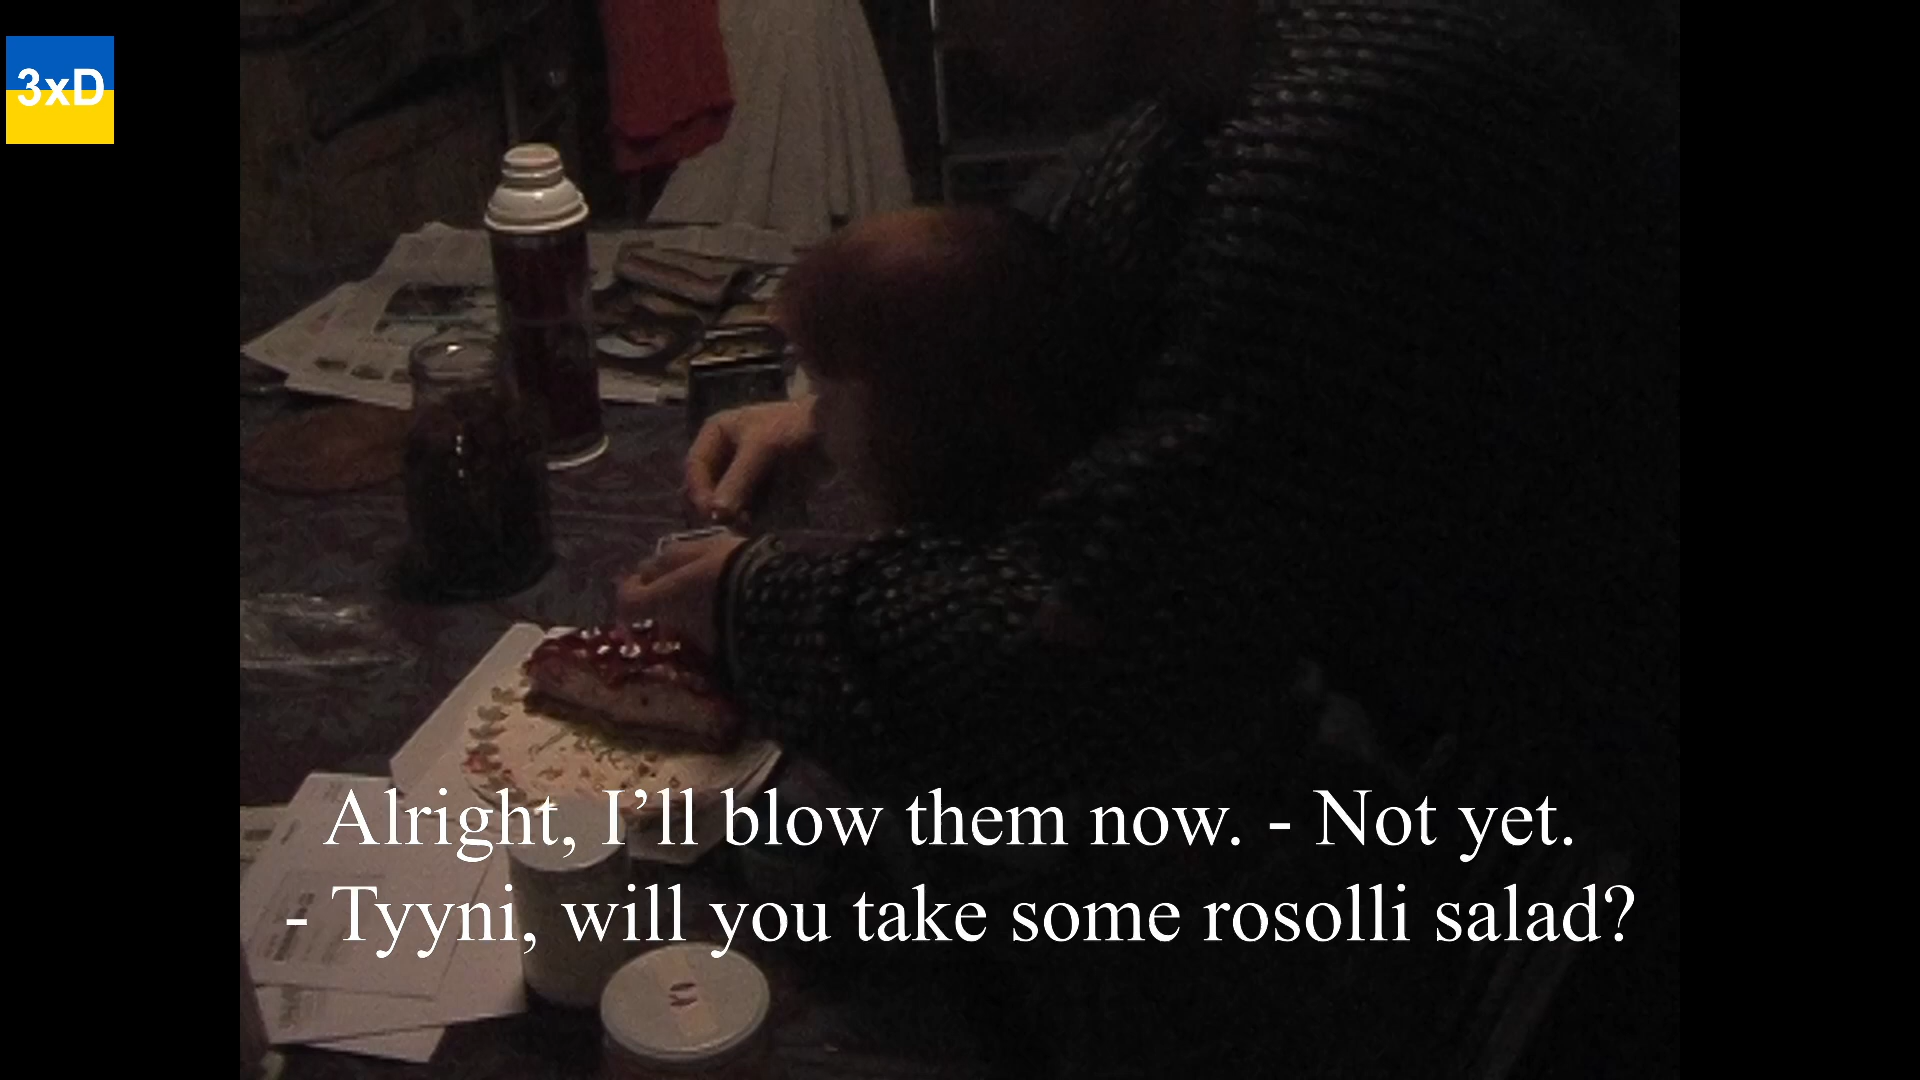 3xD
Alright, I’ll blow them now. - Not yet.
- Tyyni, will you take some rosolli salad?